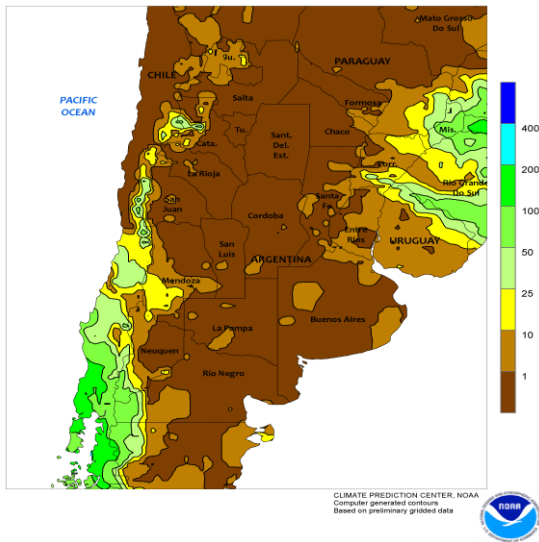 Mato Grosso
Do Sul
Ju.
PARAGUAY
CHILE
PACIFIC
OCEAN
Salta
Formosa
400
Tu.
Sant.
Del.
Est.
Chaco
Mis.
Cata.
200
La Rioja
Corr.
Rio Grande
Do Sul
San
Juan
Santa
Fe
100
Cordoba
Entre
Rios
URUGUAY
San
Luis
50
ARGENTINA
Mendoza
25
La Pampa
Buenos Aires
10
Neuquen
Rio Negro
1
CLIMATE PREDICTION CENTER, NOAA
Computer generated contours
Based on preliminary gridded data
NOAA